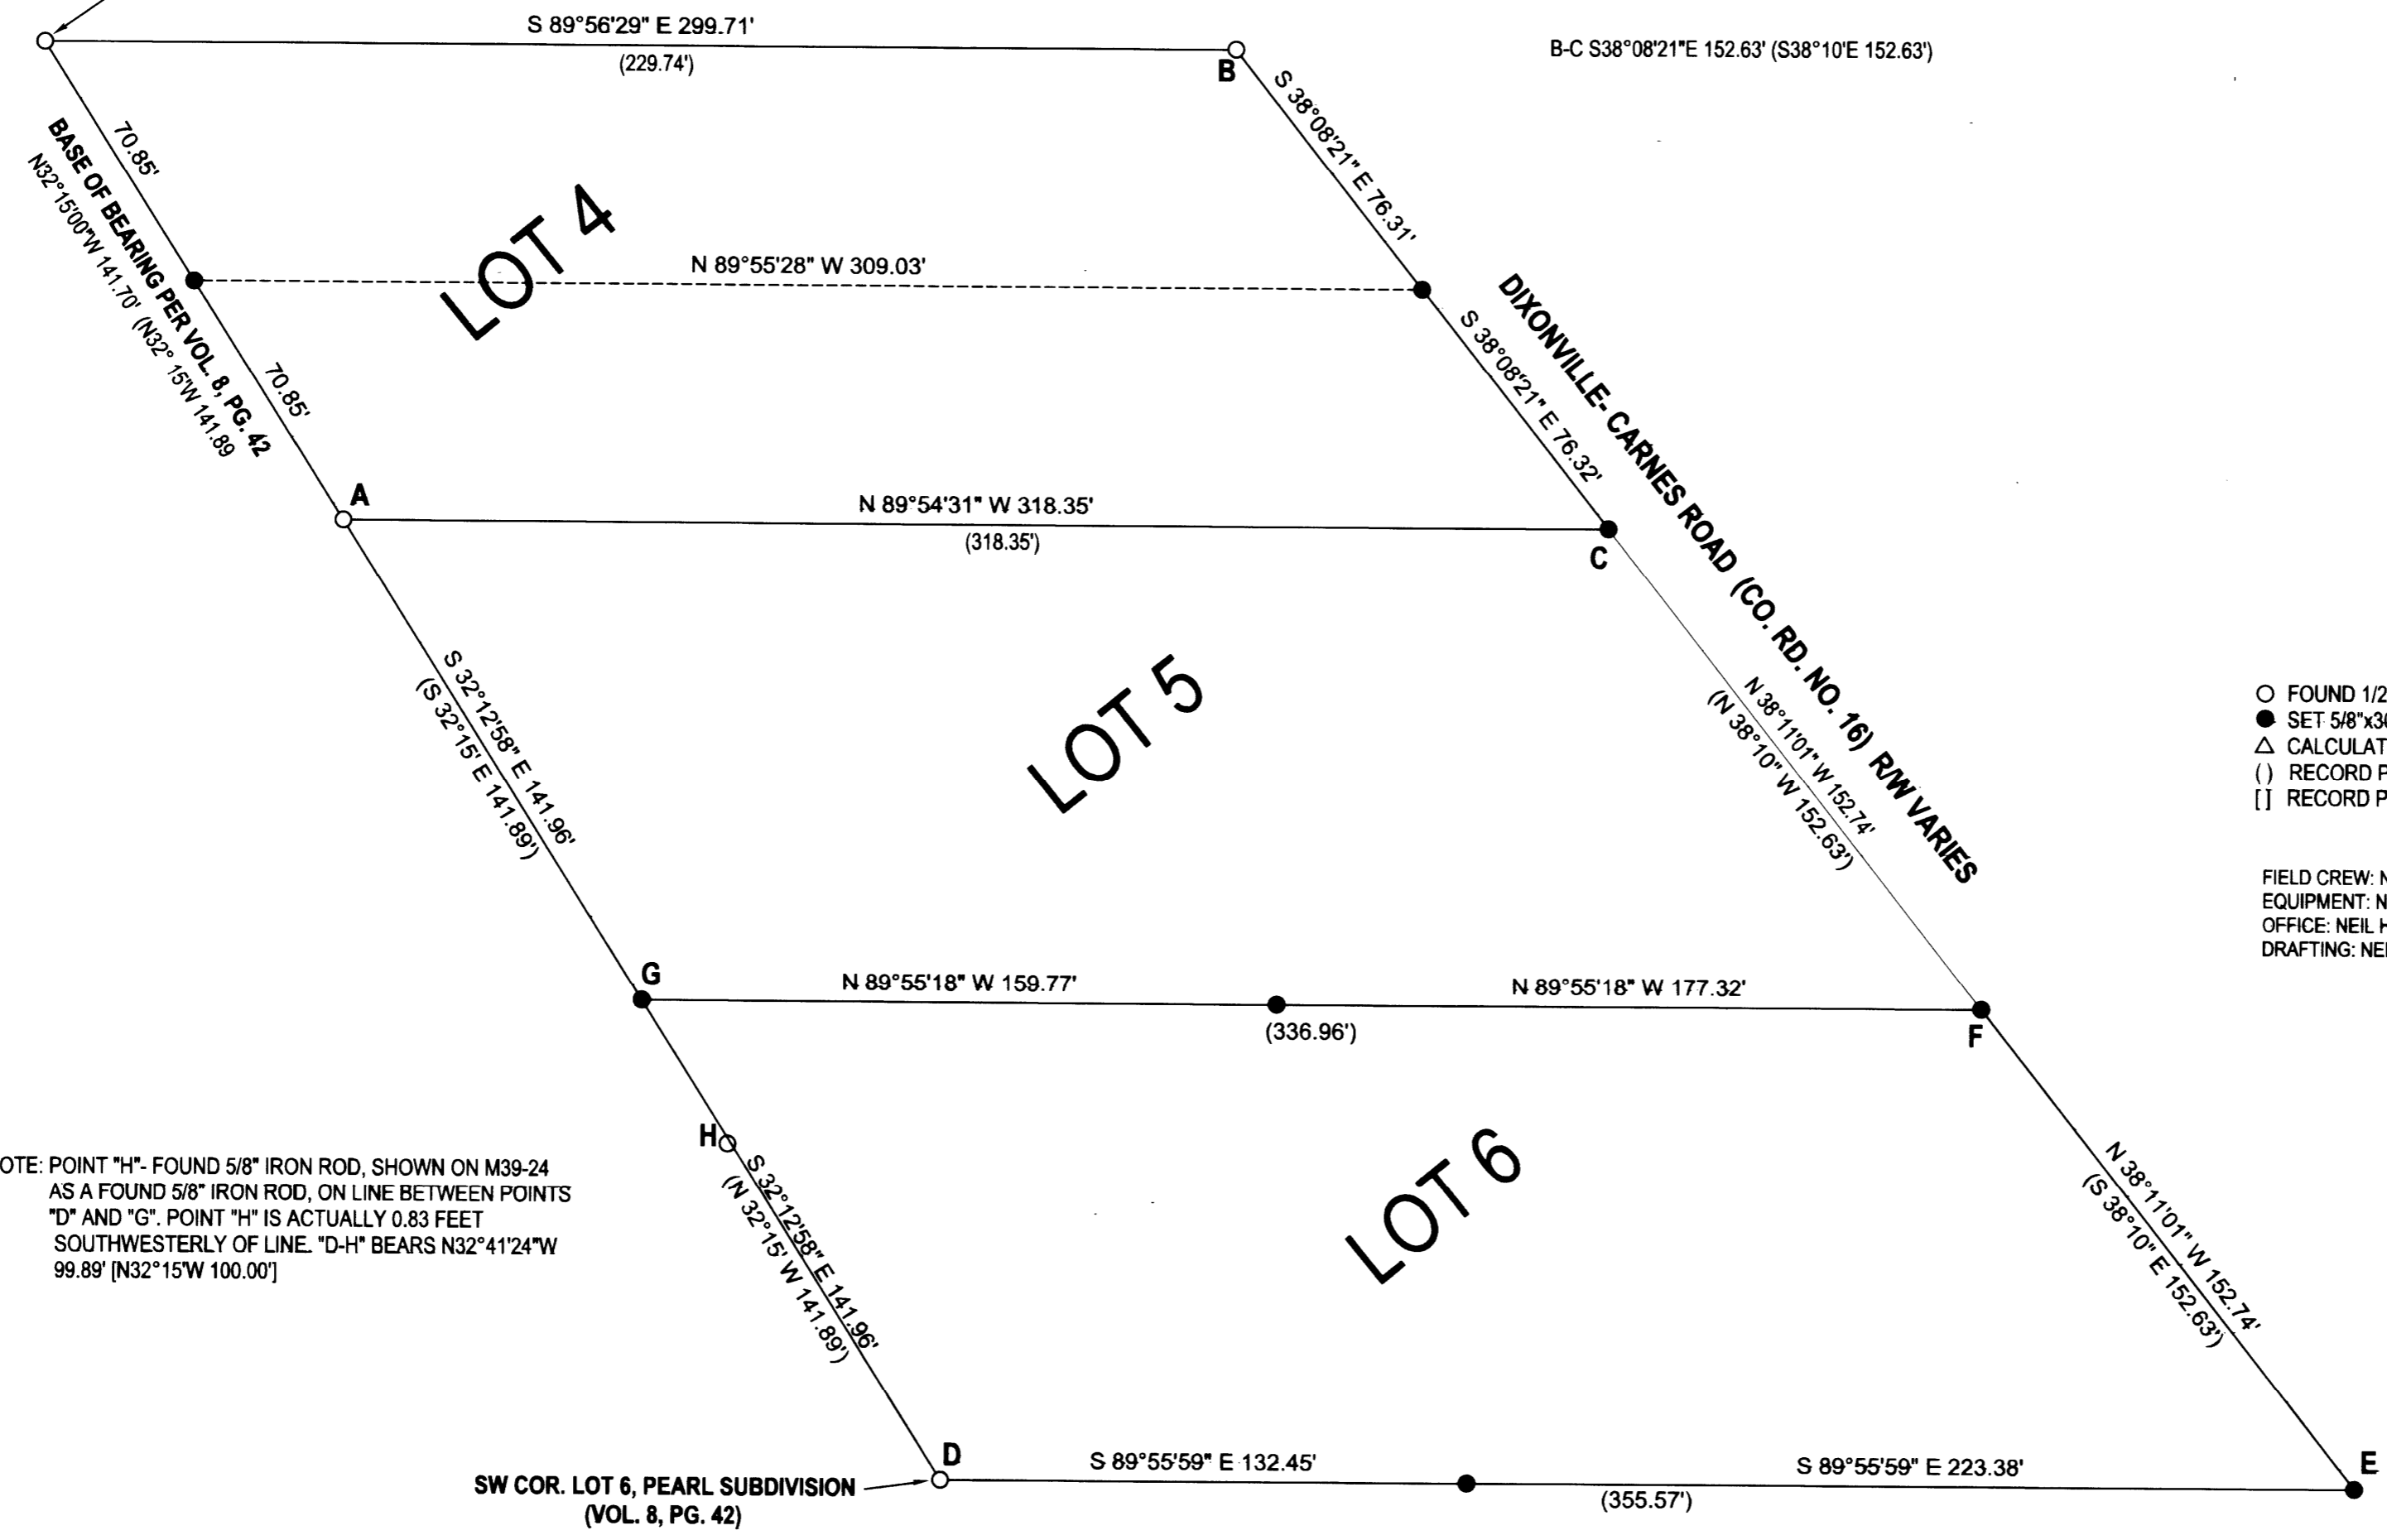 S 89°56'29" E 299.71'
(229.74')
B
B-C S38°08'21"E 152.63' (S38°10'E 152.63')
S 38°08'21" E 76.31'
70.85'
BASE OF BEARING PER VOL. 8, PG. 42
N32°15'00"W 141.70' (N32° 15'W 141.89
LOT 4
N 89°55'28" W 309.03'
70.85'
S 38°08'21" E 76.32'
DIXONVILLE- CARNES ROAD (CO. RD. NO. 16) R/W VARIES
A
N 89°54'31" W 318.35'
(318.35')
C
S 32°12'58" E 141.96'
(S 32°15' E 141.89')
LOT 5
N 38°11'01" W 152.74'
(N 38°10" W 152.63')
FOUND 1/2
SET 5/8"x30
CALCULAT
( ) RECORD P
[ ] RECORD P
FIELD CREW: N
EQUIPMENT: N
OFFICE: NEIL H
DRAFTING: NEI
G
N 89°55'18" W 159.77'
N 89°55'18" W 177.32'
(336.96')
F
H
OTE: POINT "H"- FOUND 5/8" IRON ROD, SHOWN ON M39-24
AS A FOUND 5/8" IRON ROD, ON LINE BETWEEN POINTS
"D" AND "G". POINT "H" IS ACTUALLY 0.83 FEET
SOUTHWESTERLY OF LINE. "D-H" BEARS N32°41'24"W
99.89' [N32°15'W 100.00']
S 32°12'58" E 141.96'
(N 32°15' W 141.89')
LOT 6
N 38°11'01" W 152.74'
(S 38°10" E 152.63')
D
S 89°55'59" E 132.45'
S 89°55'59" E 223.38'
(355.57')
E
SW COR. LOT 6, PEARL SUBDIVISION
(VOL. 8, PG. 42)